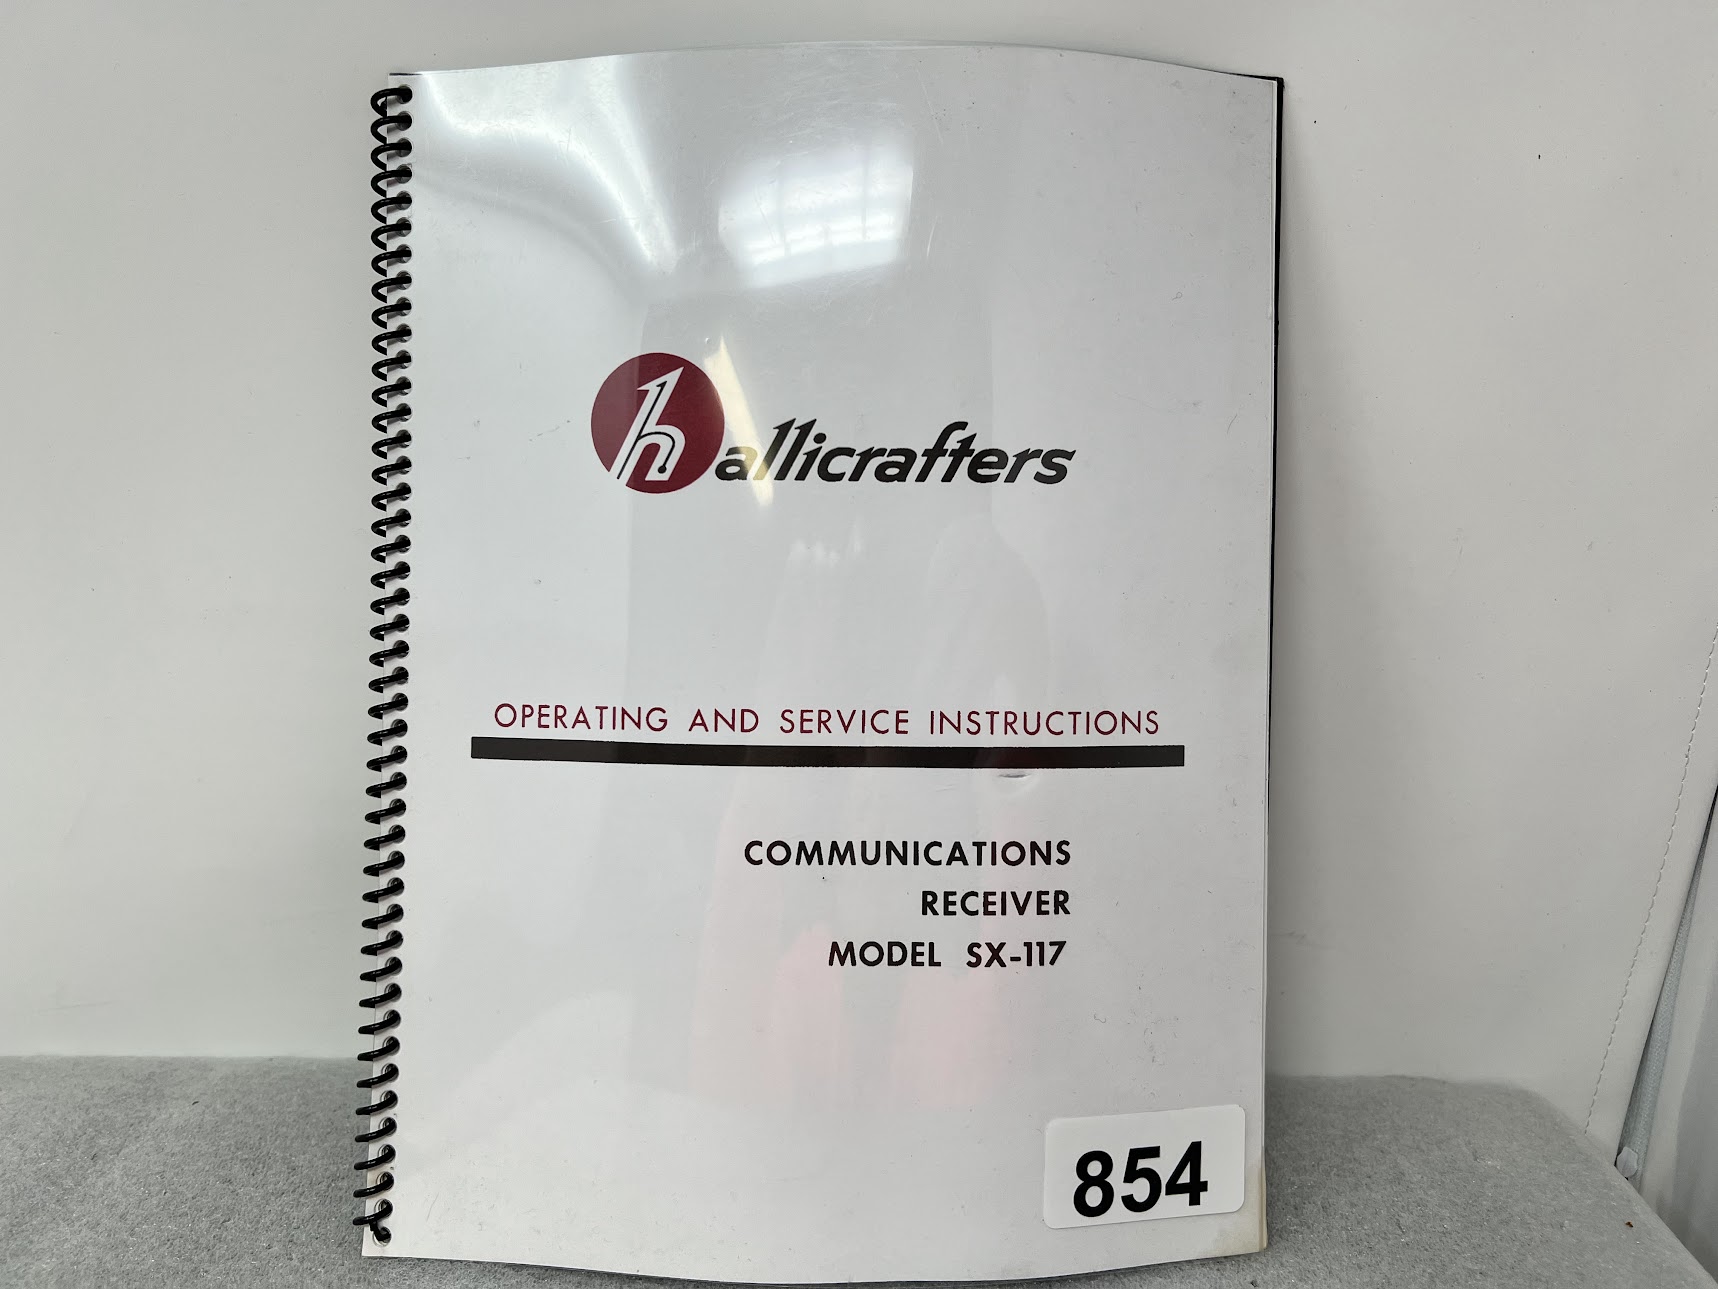 hallicrafters
OPERATING AND SERVICE INSTRUCTIONS
COMMUNICATIONS
RECEIVER
MODEL SX-117
854